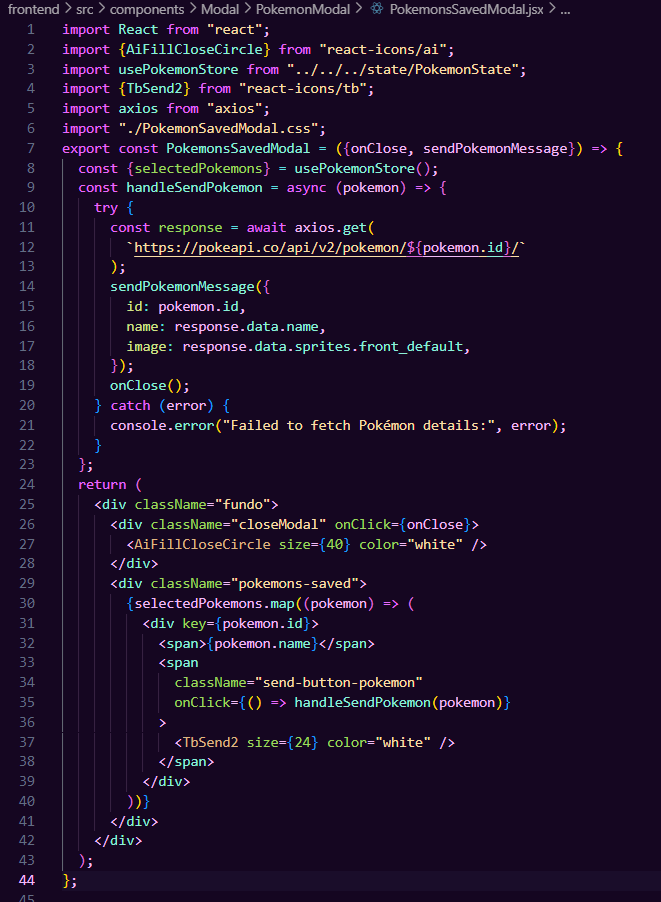 frontend > src > components > Modal > PokemonModal > PokemonsSavedModal.jsx > ...
1 import React from "react";
2 import {AiFillCloseCircle} from "react-icons/ai";
3 import usePokemonStore from "../../../state/PokemonState";
4 import {TbSend2} from "react-icons/tb";
5 import axios from "axios";
6 import "./PokemonSavedModal.css";
7 export const PokemonsSavedModal = ({onClose, sendPokemonMessage}) => {
8   const {selectedPokemons} = usePokemonStore();
9   const handleSendPokemon = async (pokemon) => {
10     try {
11       const response = await axios.get(
12         `https://pokeapi.co/api/v2/pokemon/${pokemon.id}/`
13       );
14       sendPokemonMessage({
15         id: pokemon.id,
16         name: response.data.name,
17         image: response.data.sprites.front_default,
18       });
19       onClose();
20     } catch (error) {
21       console.error("Failed to fetch Pokémon details:", error);
22     }
23   };
24   return (
25     <div className="fundo">
26       <div className="closeModal" onClick={onClose}>
27         <AiFillCloseCircle size={40} color="white" />
28       </div>
29       <div className="pokemons-saved">
30         {selectedPokemons.map((pokemon) => (
31           <div key={pokemon.id}>
32             <span>{pokemon.name}</span>
33             <span
34               className="send-button-pokemon"
35               onClick={() => handleSendPokemon(pokemon)}
36             >
37               <TbSend2 size={24} color="white" />
38             </span>
39           </div>
40         ))}
41       </div>
42     </div>
43   );
44 };
45